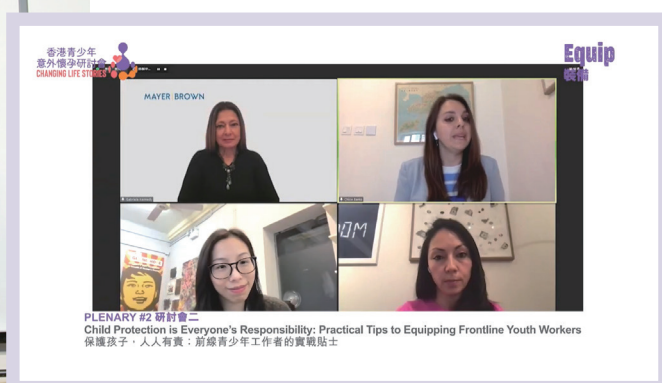 香港青少年
意外懷孕研討會
CHANGING LIFE STORIES
Equip
裝備
MAYER BROWN
PLENARY #2 研討會二
Child Protection is Everyone's Responsibility: Practical Tips to Equipping Frontline Youth Workers
保護孩子，人人有責：前線青少年工作者的實戰貼士